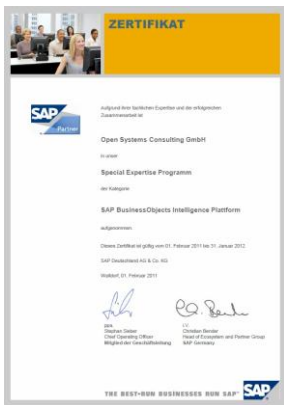 ZERTIFIKAT
SAP
Partner
aufgrund ihrer fachlichen Expertise und der erfolgreichen
Zusammenarbeit ist
Open Systems Consulting GmbH
in unser
Special Expertise Programm
der Kategorie
SAP BusinessObjects Intelligence Plattform
aufgenommen.
Dieses Zertifikat ist gültig vom 01. Februar 2011 bis 31. Januar 2012.
SAP Deutschland AG & Co. KG
Walldorf, 01. Februar 2011
Stephan Sieber
Chief Operating Officer
Mitglied der Geschäftsleitung
Christian Bender
Head of Ecosystem and Partner Group
SAP Germany
THE BEST-RUN BUSINESSES RUN SAP
SAP